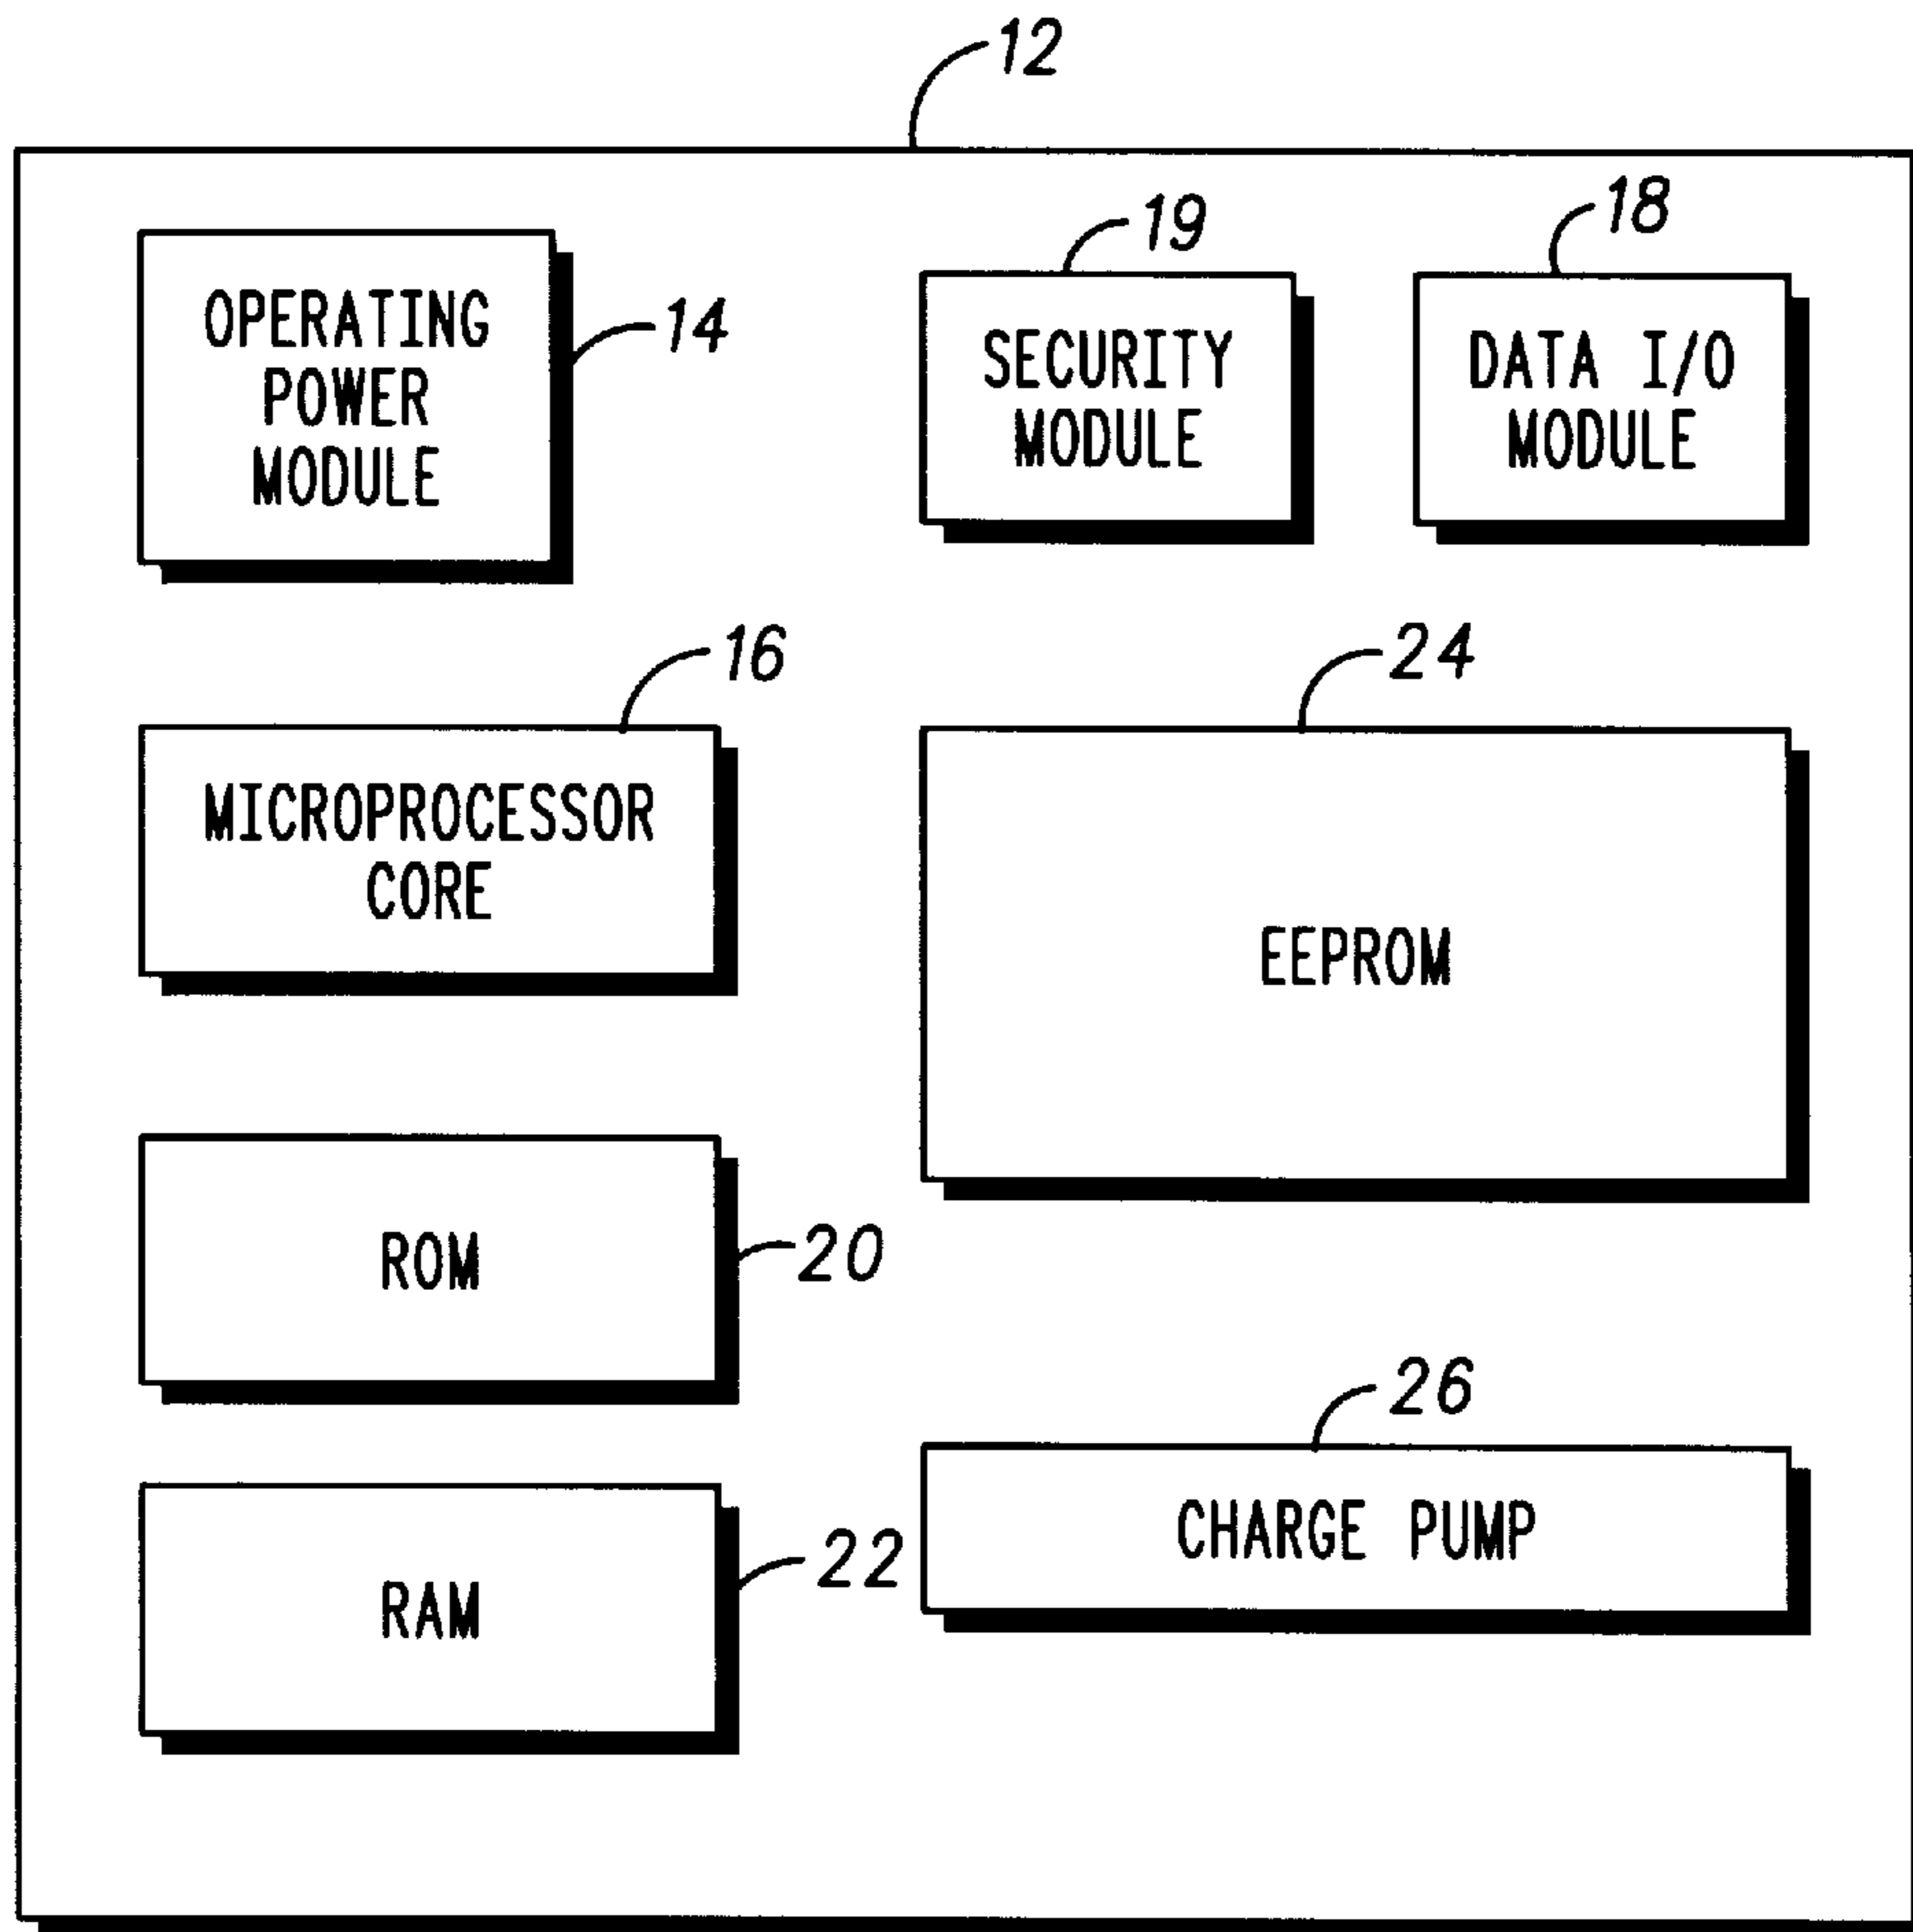 12
OPERATING
POWER
MODULE
14
19
SECURITY
MODULE
18
DATA I/O
MODULE
16
MICROPROCESSOR
CORE
24
EEPROM
ROM
20
26
CHARGE PUMP
RAM
22